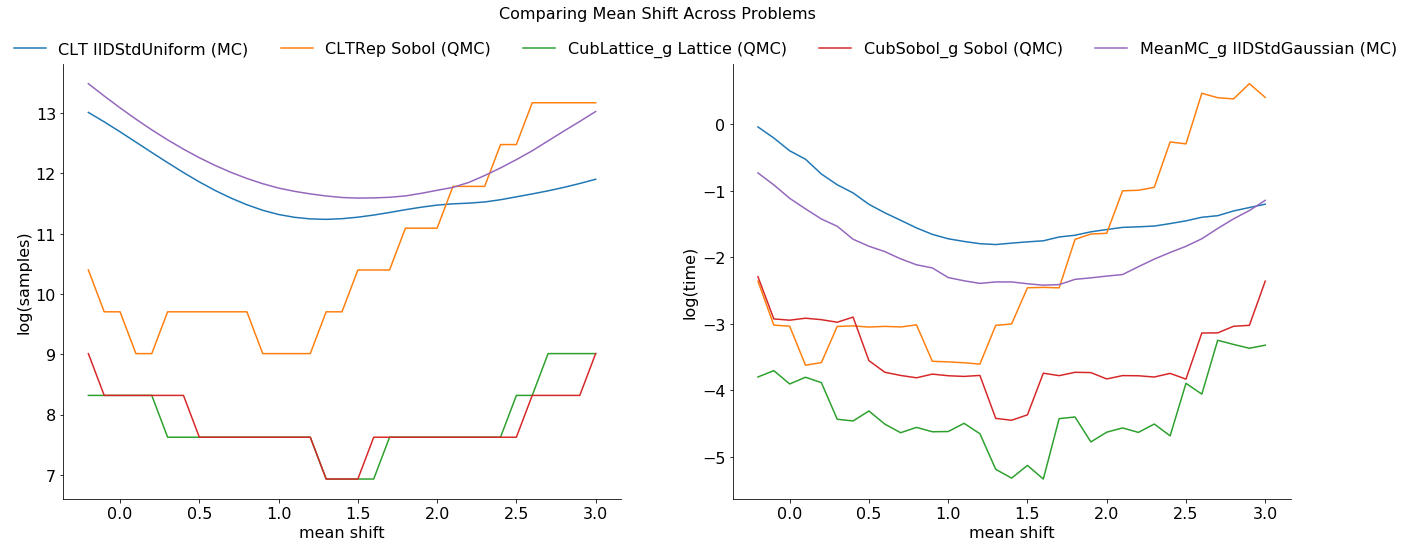 Comparing Mean Shift Across Problems
CLT IIDStdUniform (MC) CLTRep Sobol (QMC) CubLattice_g Lattice (QMC) CubSobol_g Sobol (QMC) MeanMC_g IIDStdGaussian (MC)
log(samples)
13
12
11
10
9
8
7
0.0 0.5 1.0 1.5 2.0 2.5 3.0
mean shift
log(time)
0
−1
−2
−3
−4
−5
0.0 0.5 1.0 1.5 2.0 2.5 3.0
mean shift